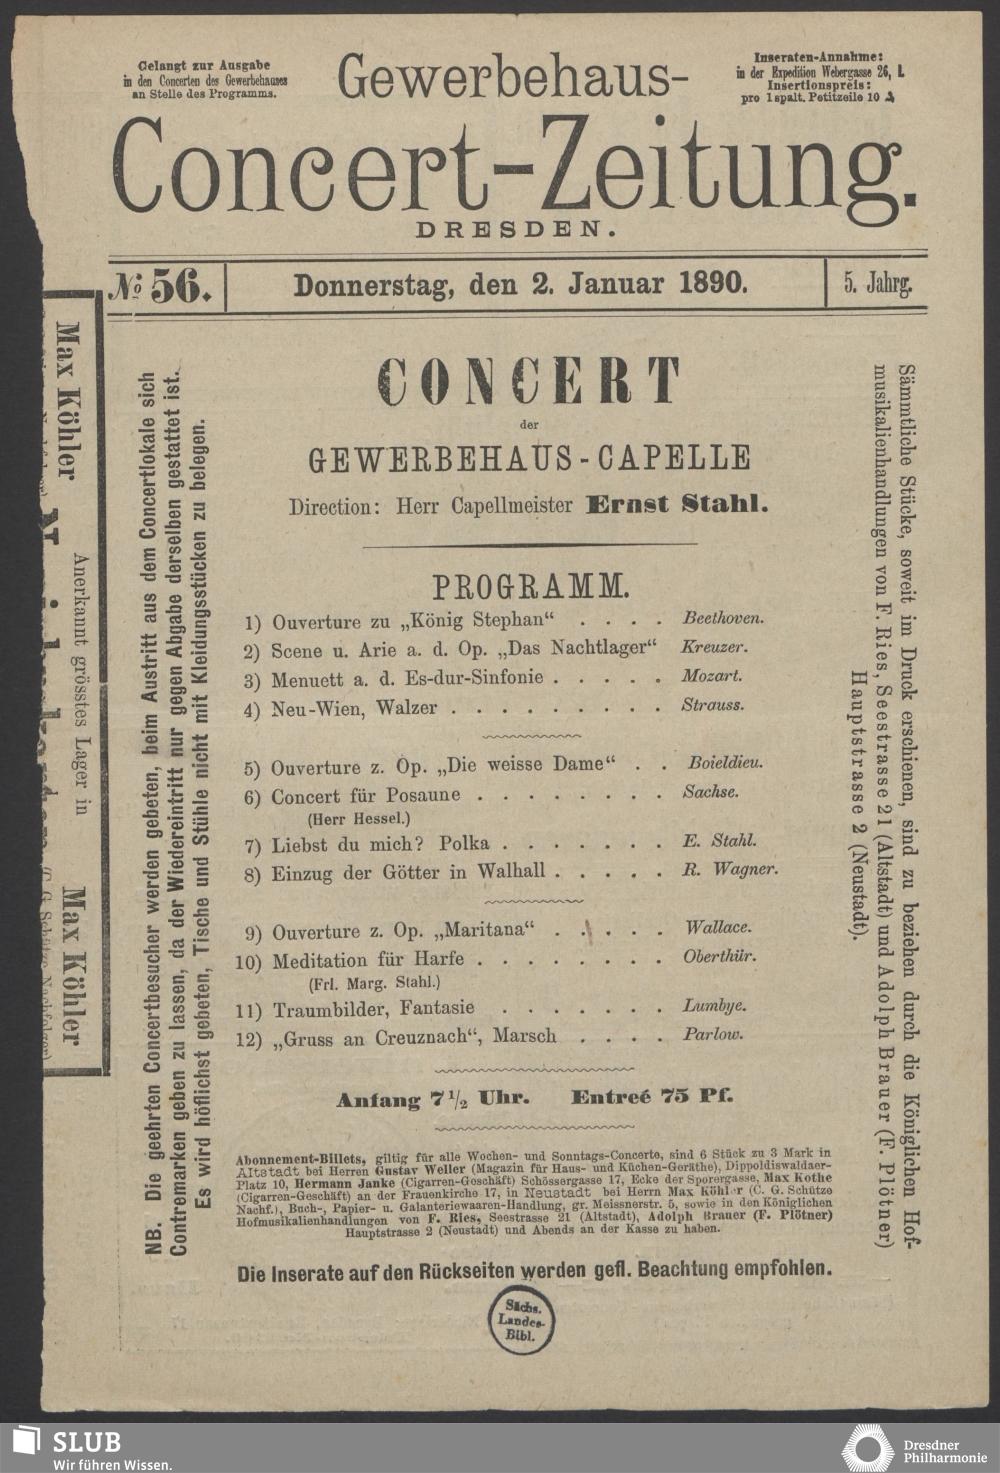 Gelangt zur Ausgabe
in den Concerten des Gewerbehauses
an Stelle des Programms.
Gewerbehaus-
Inseraten-Annahme:
in der Expedition Webergasse 26, I.
Insertionspreis:
pro 1spalt. Petitzeile 10 ₰
Concert-Zeitung.
DRESDEN.
№ 56.
Donnerstag, den 2. Januar 1890.
5. Jahrg.
CONCERT
der
GEWERBEHAUS-CAPELLE
Direction: Herr Capellmeister Ernst Stahl.
PROGRAMM.
1) Ouverture zu „König Stephan“ . . . . Beethoven.
2) Scene u. Arie a. d. Op. „Das Nachtlager“ Kreuzer.
3) Menuett a. d. Es-dur-Sinfonie . . . . . Mozart.
4) Neu-Wien, Walzer . . . . . . . . . Strauss.
5) Ouverture z. Op. „Die weisse Dame“ . . Boieldieu.
6) Concert für Posaune . . . . . . . . Sachse.
(Herr Hessel.)
7) Liebst du mich? Polka . . . . . . . E. Stahl.
8) Einzug der Götter in Walhall . . . . . R. Wagner.
9) Ouverture z. Op. „Maritana“ . . . . . Wallace.
10) Meditation für Harfe . . . . . . . . Oberthür.
(Frl. Marg. Stahl.)
11) Traumbilder, Fantasie . . . . . . . Lumbye.
12) „Gruss an Creuznach“, Marsch . . . . Parlow.
Anfang 7 1/2 Uhr. Entreé 75 Pf.
Abonnement-Billets, giltig für alle Wochen- und Sonntags-Concerte, sind 6 Stück zu 3 Mark in
Altstadt bei Herren Gustav Weller (Magazin für Haus- und Küchen-Geräthe), Dippoldiswaldaer-
Platz 10, Hermann Janke (Cigarren-Geschäft) Schössergasse 17, Ecke der Sporergasse, Max Kothe
(Cigarren-Geschäft) an der Frauenkirche 17, in Neustadt bei Herrn Max Köhler (C. G. Schütze
Nachf.), Buch-, Papier- u. Galanteriewaaren-Handlung, gr. Meissnerstr. 5, sowie in den Königlichen
Hofmusikalienhandlungen von F. Ries, Seestrasse 21 (Altstadt), Adolph Brauer (F. Plötner)
Hauptstrasse 2 (Neustadt) und Abends an der Kasse zu haben.
Die Inserate auf den Rückseiten werden gefl. Beachtung empfohlen.
Sächs.
Landes-
Bibl.
NB. Die geehrten Concertbesucher werden gebeten, beim Austritt aus dem Concertlokale sich
Contremarken geben zu lassen, da der Wiedereintritt nur gegen Abgabe derselben gestattet ist.
Es wird höflichst gebeten, Tische und Stühle nicht mit Kleidungsstücken zu belegen.
Sämmtliche Stücke, soweit im Druck erschienen, sind zu beziehen durch die Königlichen Hof-
musikalienhandlungen von F. Ries, Seestrasse 21 (Altstadt) und Adolph Brauer (F. Plötner)
Hauptstrasse 2 (Neustadt).
Max Köhler
Anerkannt grösstes Lager in
Max Köhler
(C. G. Schütze Nachfolger)
SLUB
Wir führen Wissen.
Dresdner
Philharmonie